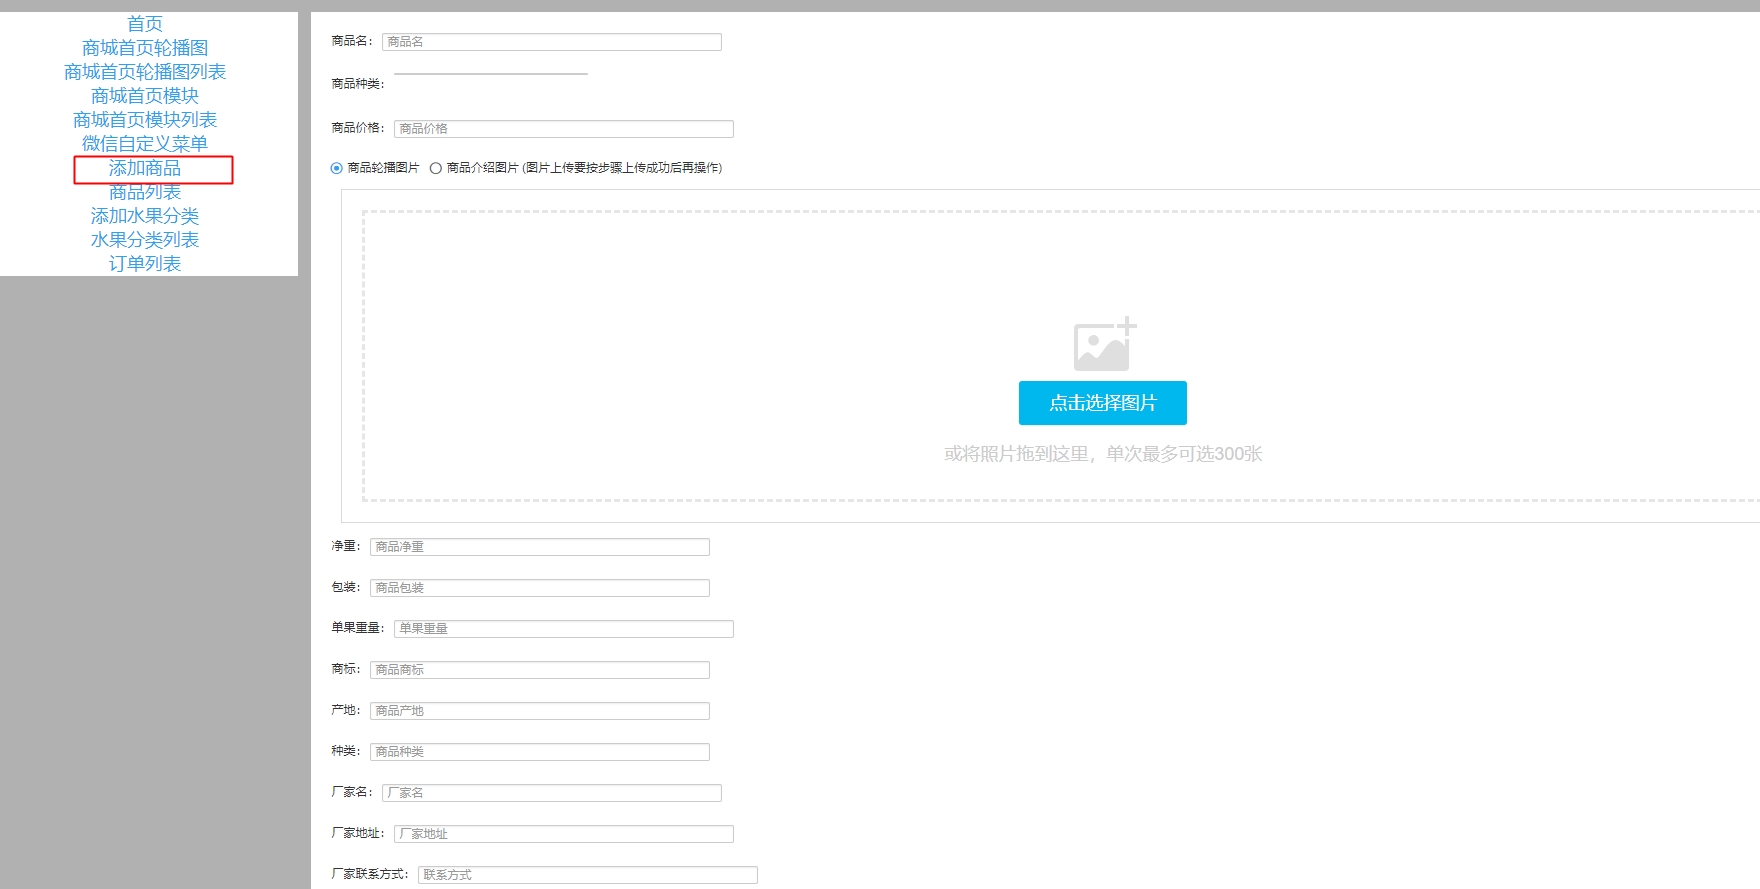 首页
商城首页轮播图
商城首页轮播图列表
商城首页模块
商城首页模块列表
微信自定义菜单
添加商品
商品列表
添加水果分类
水果分类列表
订单列表
商品名： 商品名
商品种类：
商品价格： 商品价格
商品轮播图片 商品介绍图片 (图片上传要按步骤上传成功后再操作)
点击选择图片
或将照片拖到这里，单次最多可选300张
净重： 商品净重
包装： 商品包装
单果重量： 单果重量
商标： 商品商标
产地： 商品产地
种类： 商品种类
厂家名： 厂家名
厂家地址： 厂家地址
厂家联系方式： 联系方式